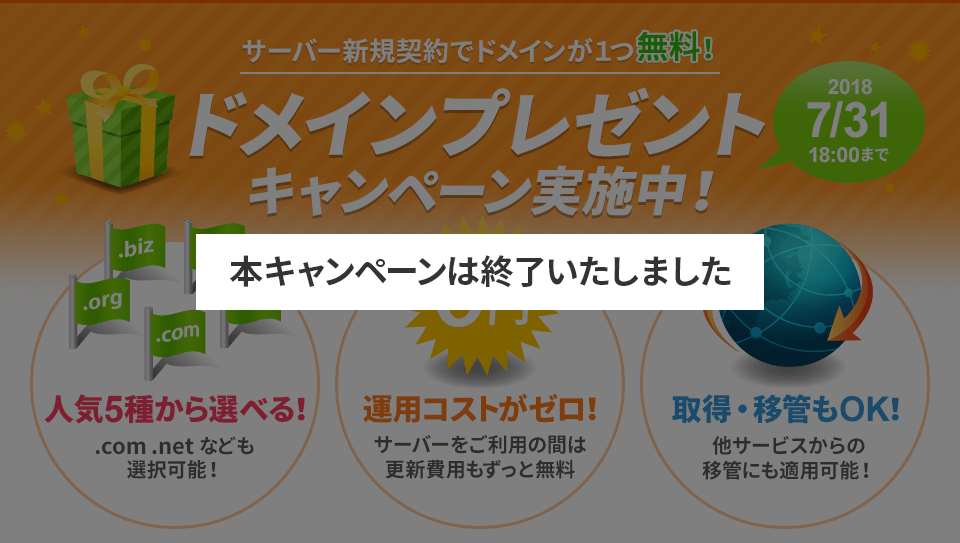 サーバー新規契約でドメインが1つ無料!
ドメインプレゼント
キャンペーン実施中!
2018
7/31
18:00まで
.biz
.org
.com
本キャンペーンは終了いたしました
人気5種から選べる!
.com .net なども
選択可能!
運用コストがゼロ!
サーバーをご利用の間は
更新費用もずっと無料
取得・移管もOK!
他サービスからの
移管にも適用可能!